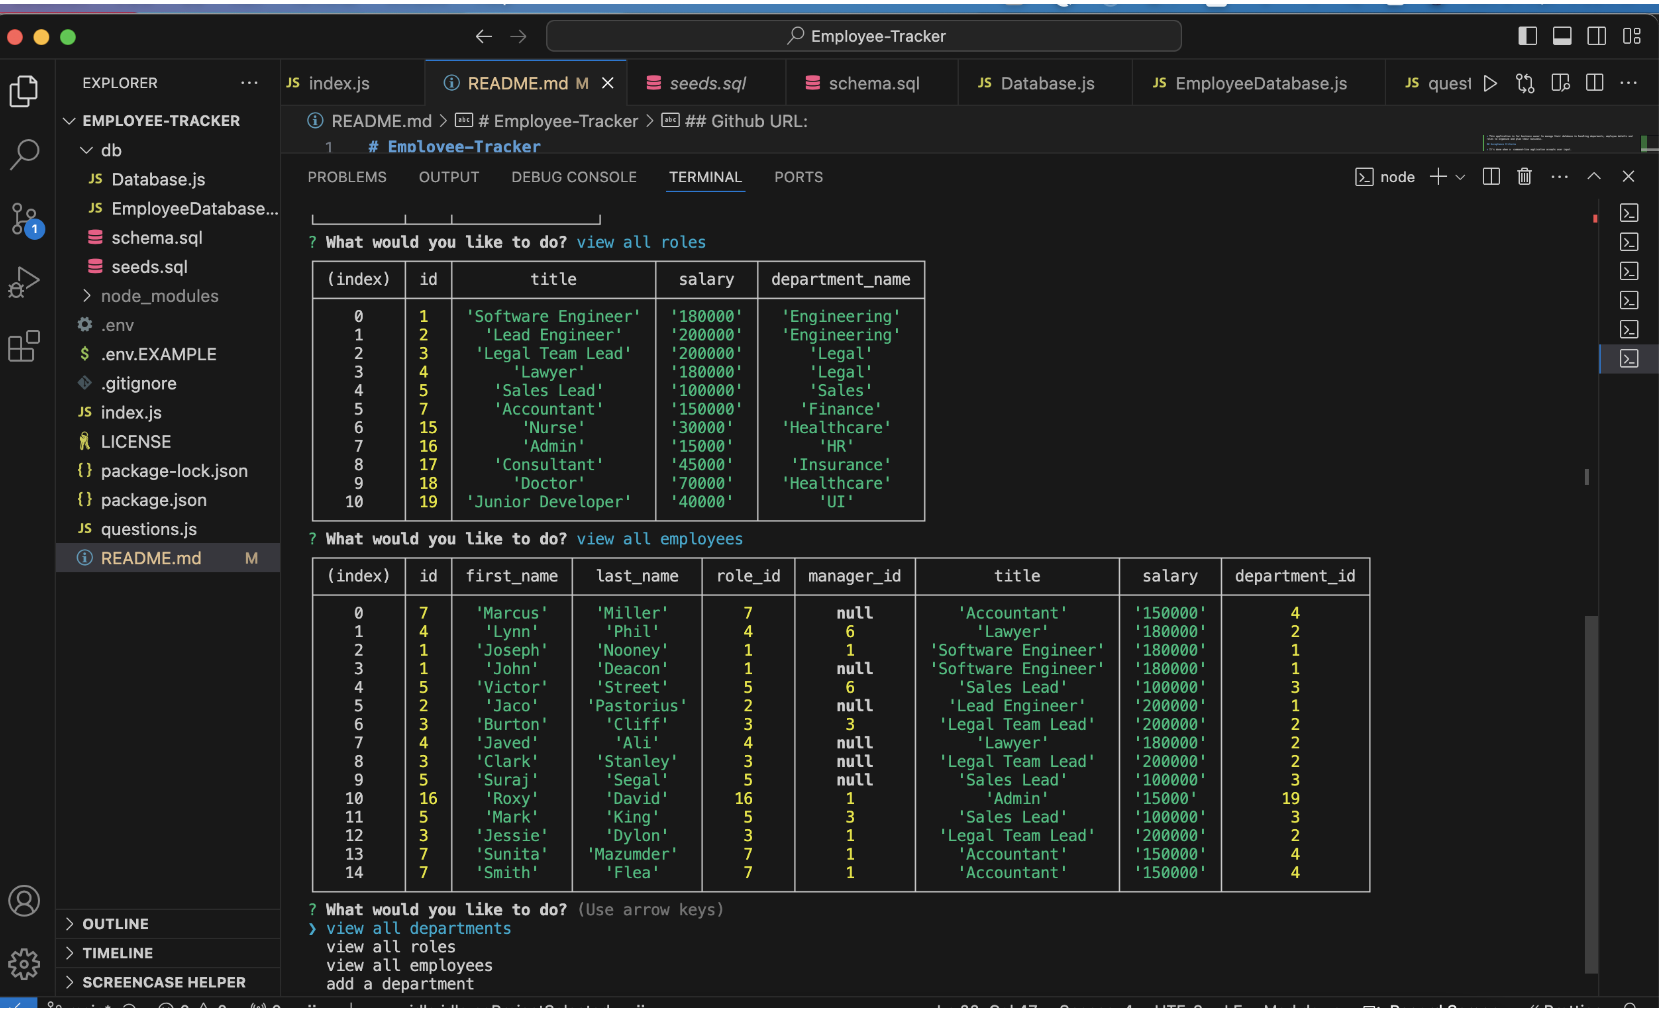 Employee-Tracker
EXPLORER
index.js
README.md M
seeds.sql
schema.sql
Database.js
EmployeeDatabase.js
quest
EMPLOYEE-TRACKER
README.md > # Employee-Tracker > ## Github URL:
1 # Employee-Tracker
db
Database.js
EmployeeDatabase...
schema.sql
seeds.sql
node_modules
.env
.env.EXAMPLE
.gitignore
index.js
LICENSE
package-lock.json
package.json
questions.js
README.md M
OUTLINE
TIMELINE
SCREENCASE HELPER
1
PROBLEMS OUTPUT DEBUG CONSOLE TERMINAL PORTS
node
? What would you like to do? view all roles
(index) id title salary department_name
0 1 'Software Engineer' '180000' 'Engineering'
1 2 'Lead Engineer' '200000' 'Engineering'
2 3 'Legal Team Lead' '200000' 'Legal'
3 4 'Lawyer' '180000' 'Legal'
4 5 'Sales Lead' '100000' 'Sales'
5 7 'Accountant' '150000' 'Finance'
6 15 'Nurse' '30000' 'Healthcare'
7 16 'Admin' '15000' 'HR'
8 17 'Consultant' '45000' 'Insurance'
9 18 'Doctor' '70000' 'Healthcare'
10 19 'Junior Developer' '40000' 'UI'
? What would you like to do? view all employees
(index) id first_name last_name role_id manager_id title salary department_id
0 7 'Marcus' 'Miller' 7 null 'Accountant' '150000' 4
1 4 'Lynn' 'Phil' 4 6 'Lawyer' '180000' 2
2 1 'Joseph' 'Nooney' 1 1 'Software Engineer' '180000' 1
3 1 'John' 'Deacon' 1 null 'Software Engineer' '180000' 1
4 5 'Victor' 'Street' 5 6 'Sales Lead' '100000' 3
5 2 'Jaco' 'Pastorius' 2 null 'Lead Engineer' '200000' 1
6 3 'Burton' 'Cliff' 3 3 'Legal Team Lead' '200000' 2
7 4 'Javed' 'Ali' 4 null 'Lawyer' '180000' 2
8 3 'Clark' 'Stanley' 3 null 'Legal Team Lead' '200000' 2
9 5 'Suraj' 'Segal' 5 null 'Sales Lead' '100000' 3
10 16 'Roxy' 'David' 16 1 'Admin' '15000' 19
11 5 'Mark' 'King' 5 3 'Sales Lead' '100000' 3
12 3 'Jessie' 'Dylon' 3 1 'Legal Team Lead' '200000' 2
13 7 'Sunita' 'Mazumder' 7 1 'Accountant' '150000' 4
14 7 'Smith' 'Flea' 7 1 'Accountant' '150000' 4
? What would you like to do? (Use arrow keys)
❯ view all departments
view all roles
view all employees
add a department